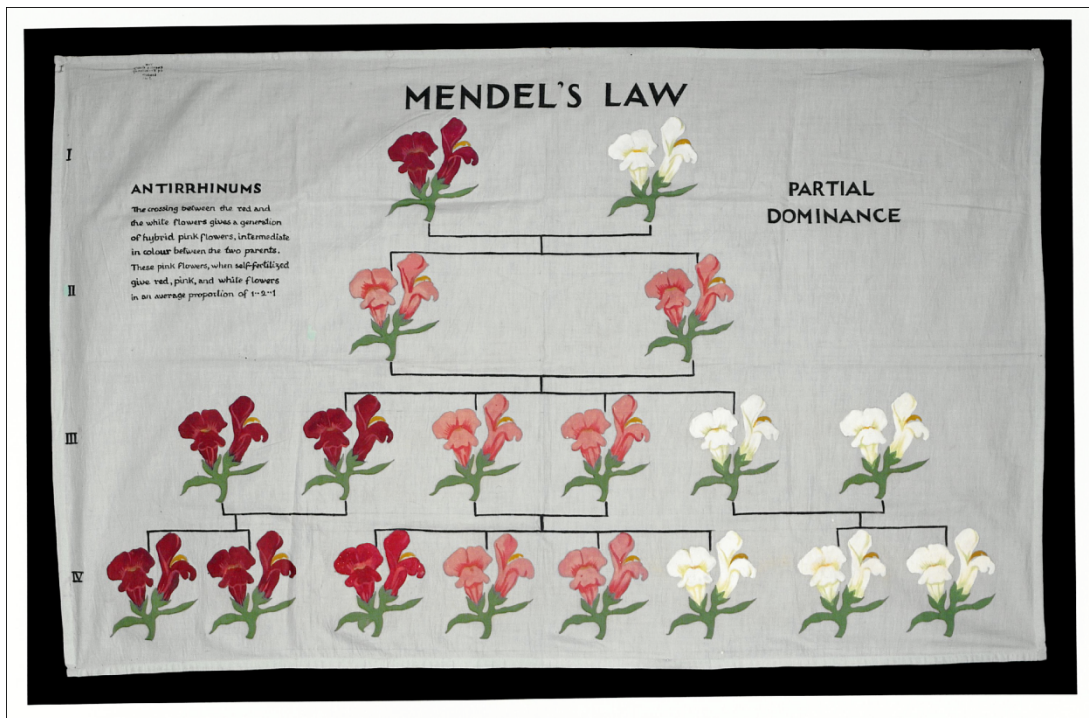 MENDEL'S LAW
I
ANTIRRHINUMS
The crossing between the red and
the white flowers gives a generation
of hybrid pink flowers, intermediate
in colour between the two parents.
These pink flowers, when self-fertilized
give red, pink, and white flowers
in an average proportion of 1--2--1
PARTIAL
DOMINANCE
II
III
IV